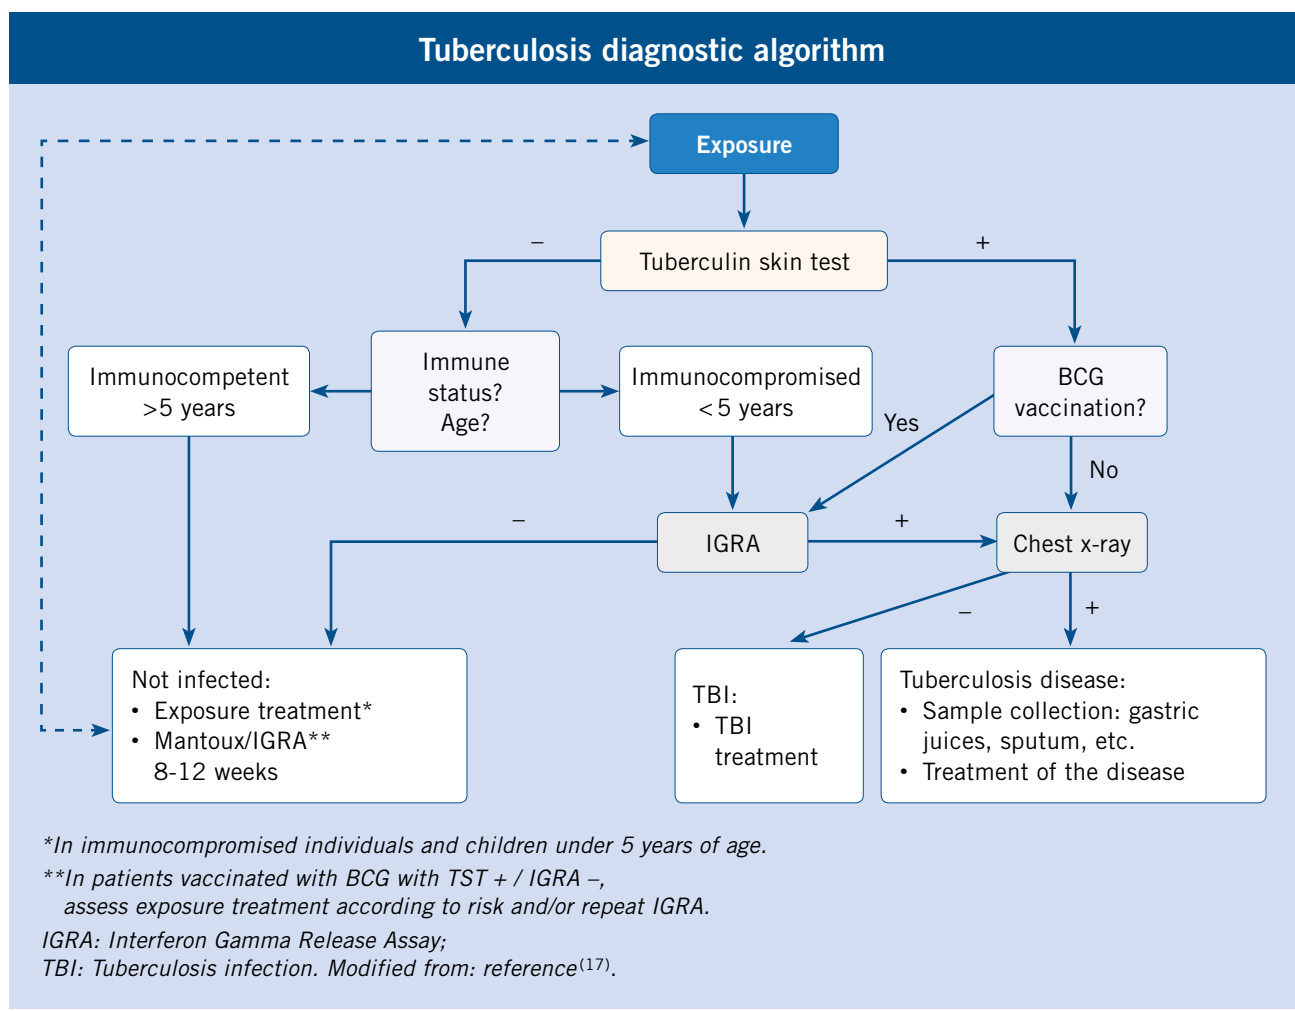 Tuberculosis diagnostic algorithm
Exposure
–
+
Tuberculin skin test
Immunocompetent
>5 years
Immune
status?
Age?
Immunocompromised
<5 years
BCG
vaccination?
Yes
No
–
IGRA
+
Chest x-ray
–
+
Not infected:
• Exposure treatment*
• Mantoux/IGRA**
8-12 weeks
TBI:
• TBI
treatment
Tuberculosis disease:
• Sample collection: gastric
juices, sputum, etc.
• Treatment of the disease
*In immunocompromised individuals and children under 5 years of age.
**In patients vaccinated with BCG with TST + / IGRA –,
assess exposure treatment according to risk and/or repeat IGRA.
IGRA: Interferon Gamma Release Assay;
TBI: Tuberculosis infection. Modified from: reference(17).